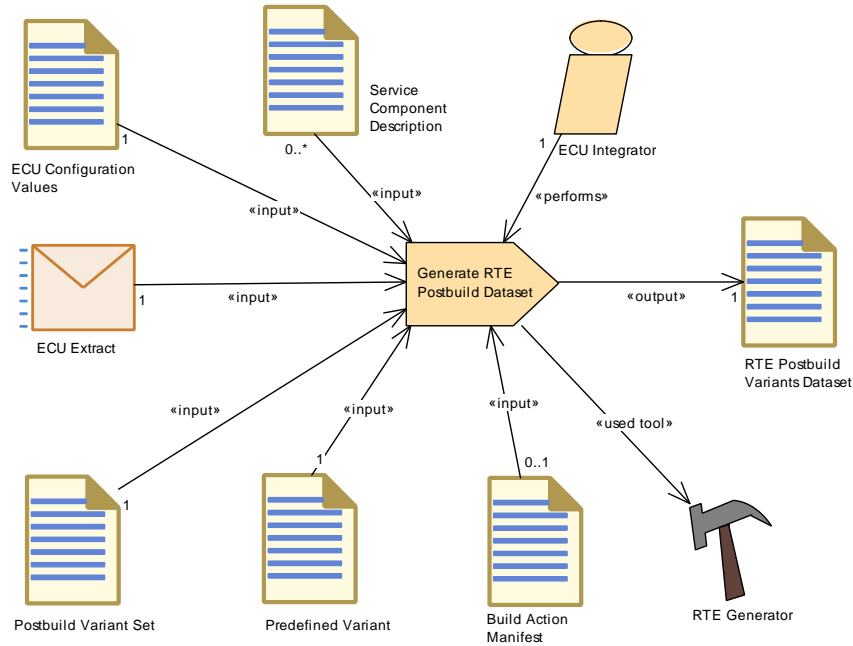 Service
Component
Description
1
0..*
1
ECU Configuration
Values
ECU Integrator
«input»
«input»
«performs»
Generate RTE
Postbuild Dataset
1
«input»
«output»
1
ECU Extract
RTE Postbuild
Variants Dataset
«input»
«input»
«input»
«used tool»
1
1
0..1
Postbuild Variant Set
Predefined Variant
Build Action
Manifest
RTE Generator